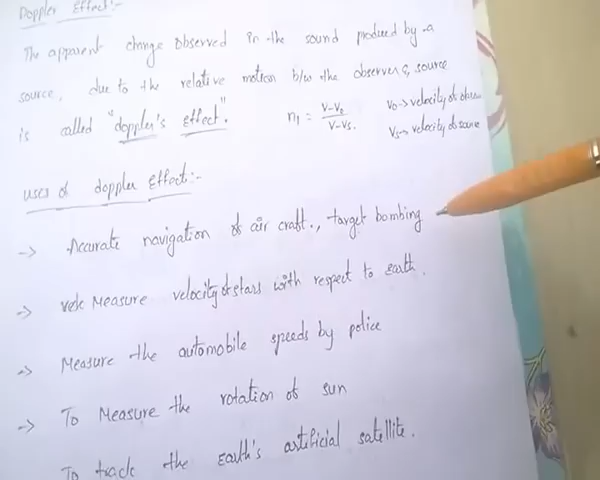 Doppler Effect:-
The apparent change observed in the sound produced by a
source, due to the relative motion b/w the observer & source
is called "doppler's Effect". n1 = V-Vo / V-Vs. Vo→velocity of obser
Vs→velocity of source
uses of doppler Effect:-
→ Accurate navigation of air craft., target bombing
→ Measure velocity of stars with respect to earth.
→ Measure the automobile speeds by police
→ To Measure the rotation of sun
To track the Earth's artificial satellite.